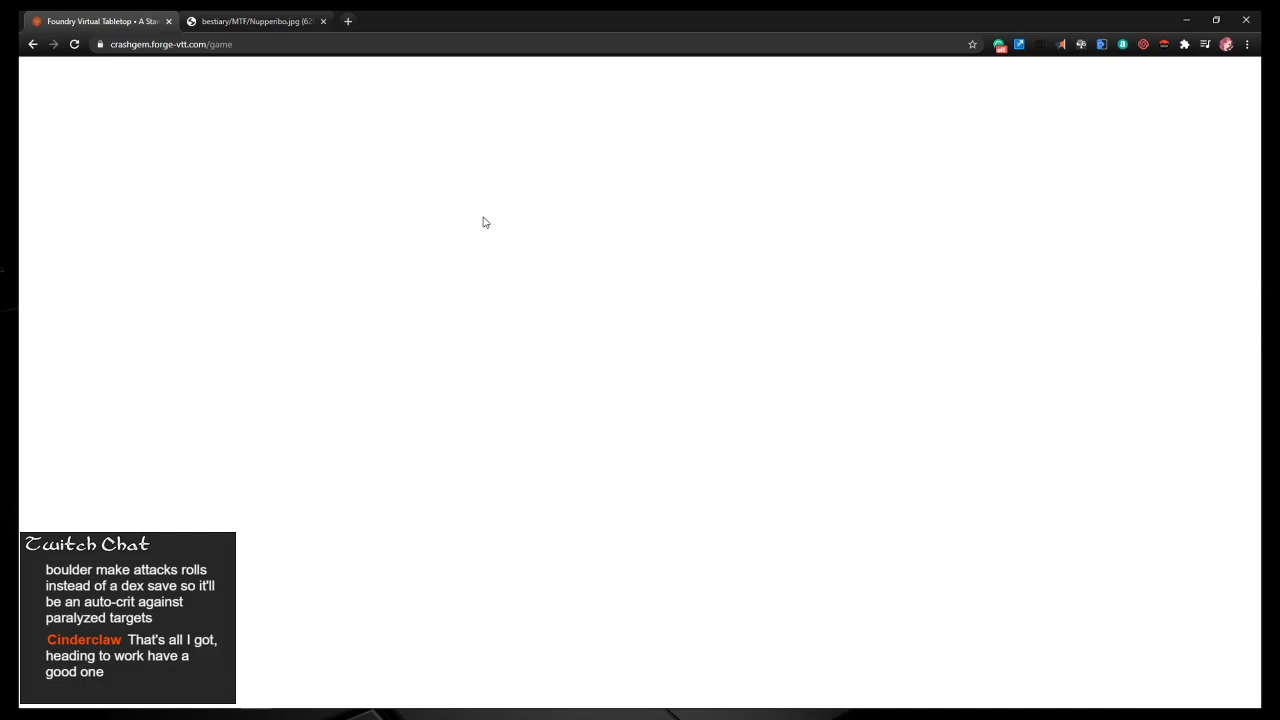 Foundry Virtual Tabletop • A Stan
bestiary/MTF/Nupperibo.jpg (62
crashgem.forge-vtt.com/game
off
Twitch Chat
boulder make attacks rolls
instead of a dex save so it'll
be an auto-crit against
paralyzed targets
Cinderclaw That's all I got,
heading to work have a
good one